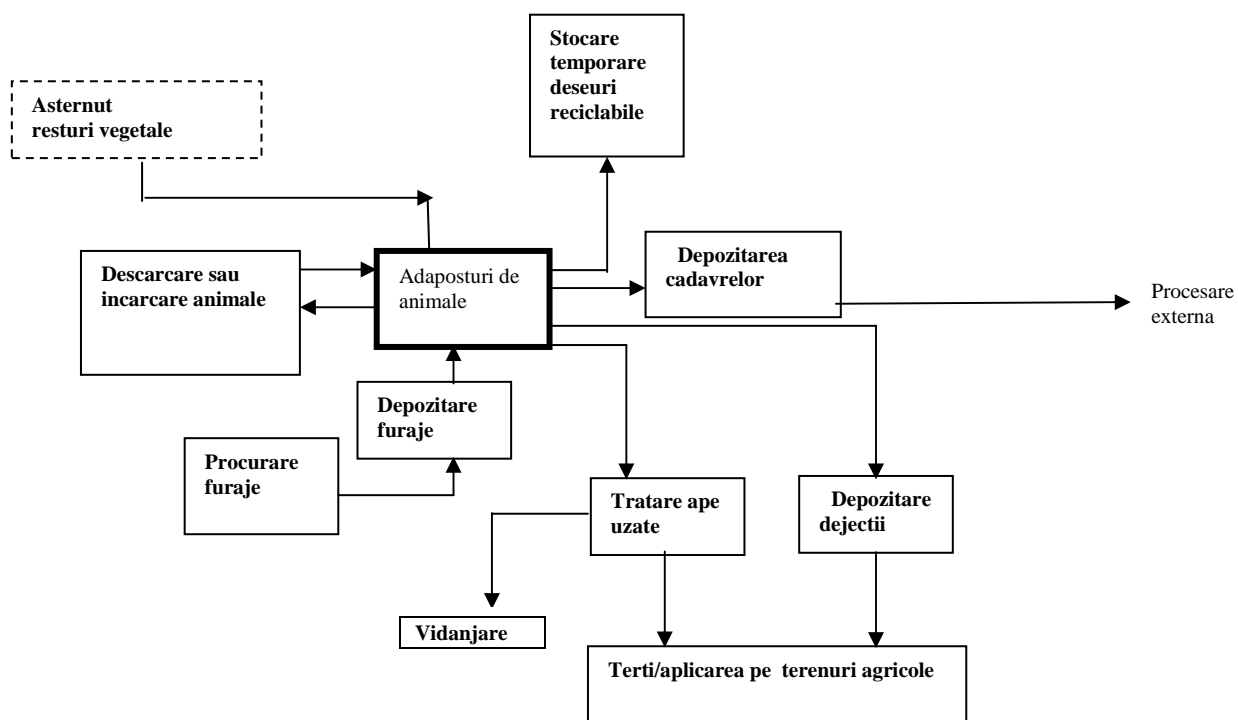 Stocare
temporare
deseuri
reciclabile
Asternut
resturi vegetale
Descarcare sau
incarcare animale
Adaposturi de
animale
Depozitarea
cadavrelor
Procesare
externa
Depozitare
furaje
Procurare
furaje
Tratare ape
uzate
Depozitare
dejectii
Vidanjare
Terti/aplicarea pe terenuri agricole